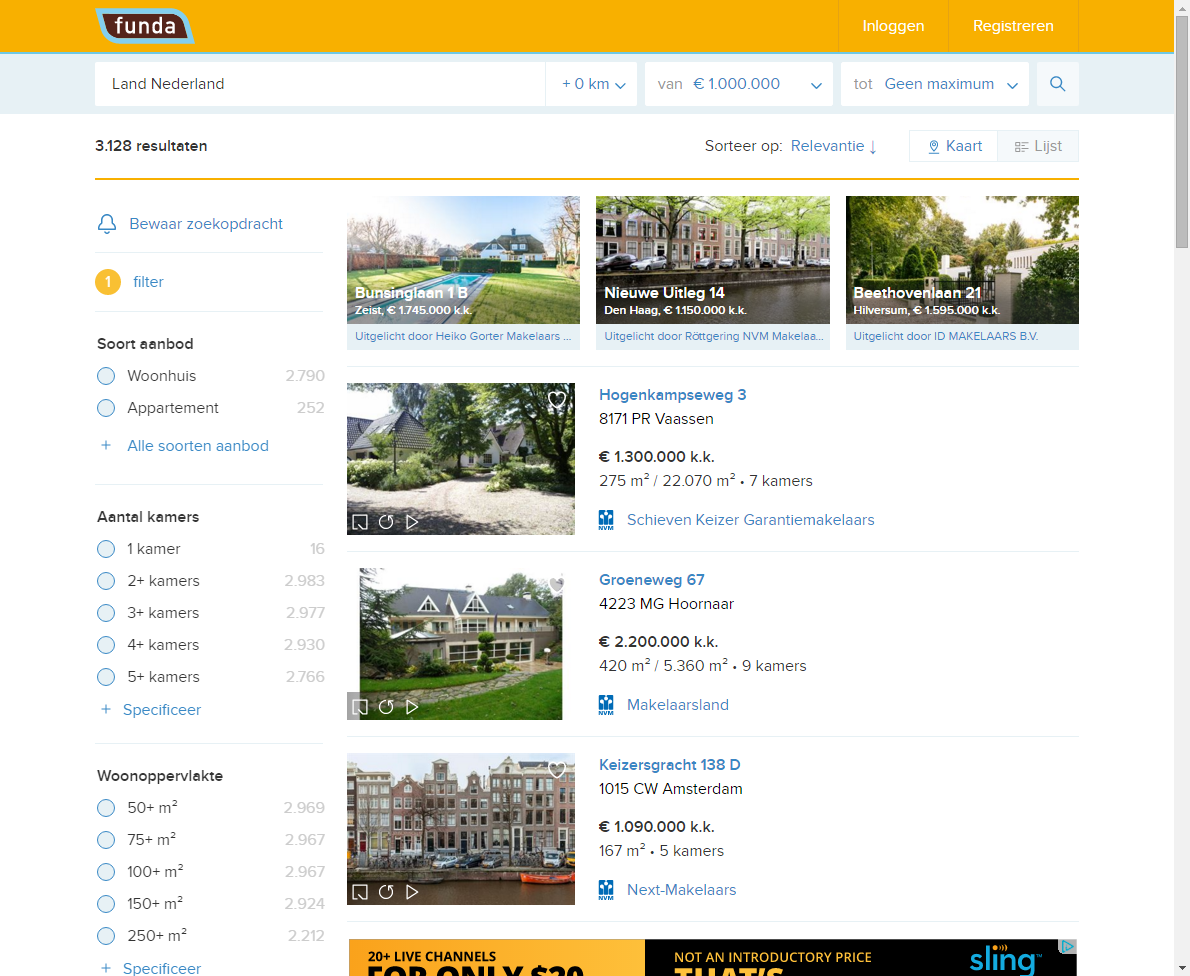 funda
Inloggen
Registreren
Land Nederland
+ 0 km
van € 1.000.000
tot Geen maximum
3.128 resultaten
Sorteer op: Relevantie ↓
Kaart
Lijst
Bewaar zoekopdracht
1 filter
Soort aanbod
Woonhuis 2.790
Appartement 252
+ Alle soorten aanbod
Aantal kamers
1 kamer 16
2+ kamers 2.983
3+ kamers 2.977
4+ kamers 2.930
5+ kamers 2.766
+ Specificeer
Woonoppervlakte
50+ m² 2.969
75+ m² 2.967
100+ m² 2.967
150+ m² 2.924
250+ m² 2.212
+ Specificeer
Bunsinglaan 1 B
Zeist, € 1.745.000 k.k.
Uitgelicht door Heiko Gorter Makelaars ...
Nieuwe Uitleg 14
Den Haag, € 1.150.000 k.k.
Uitgelicht door Röttgering NVM Makelaa...
Beethovenlaan 21
Hilversum, € 1.595.000 k.k.
Uitgelicht door ID MAKELAARS B.V.
Hogenkampseweg 3
8171 PR Vaassen
€ 1.300.000 k.k.
275 m² / 22.070 m² • 7 kamers
NVM
Schieven Keizer Garantiemakelaars
Groeneweg 67
4223 MG Hoornaar
€ 2.200.000 k.k.
420 m² / 5.360 m² • 9 kamers
NVM
Makelaarsland
Keizersgracht 138 D
1015 CW Amsterdam
€ 1.090.000 k.k.
167 m² • 5 kamers
NVM
Next-Makelaars
20+ LIVE CHANNELS
FOR ONLY $20
NOT AN INTRODUCTORY PRICE
THAT'S
sling